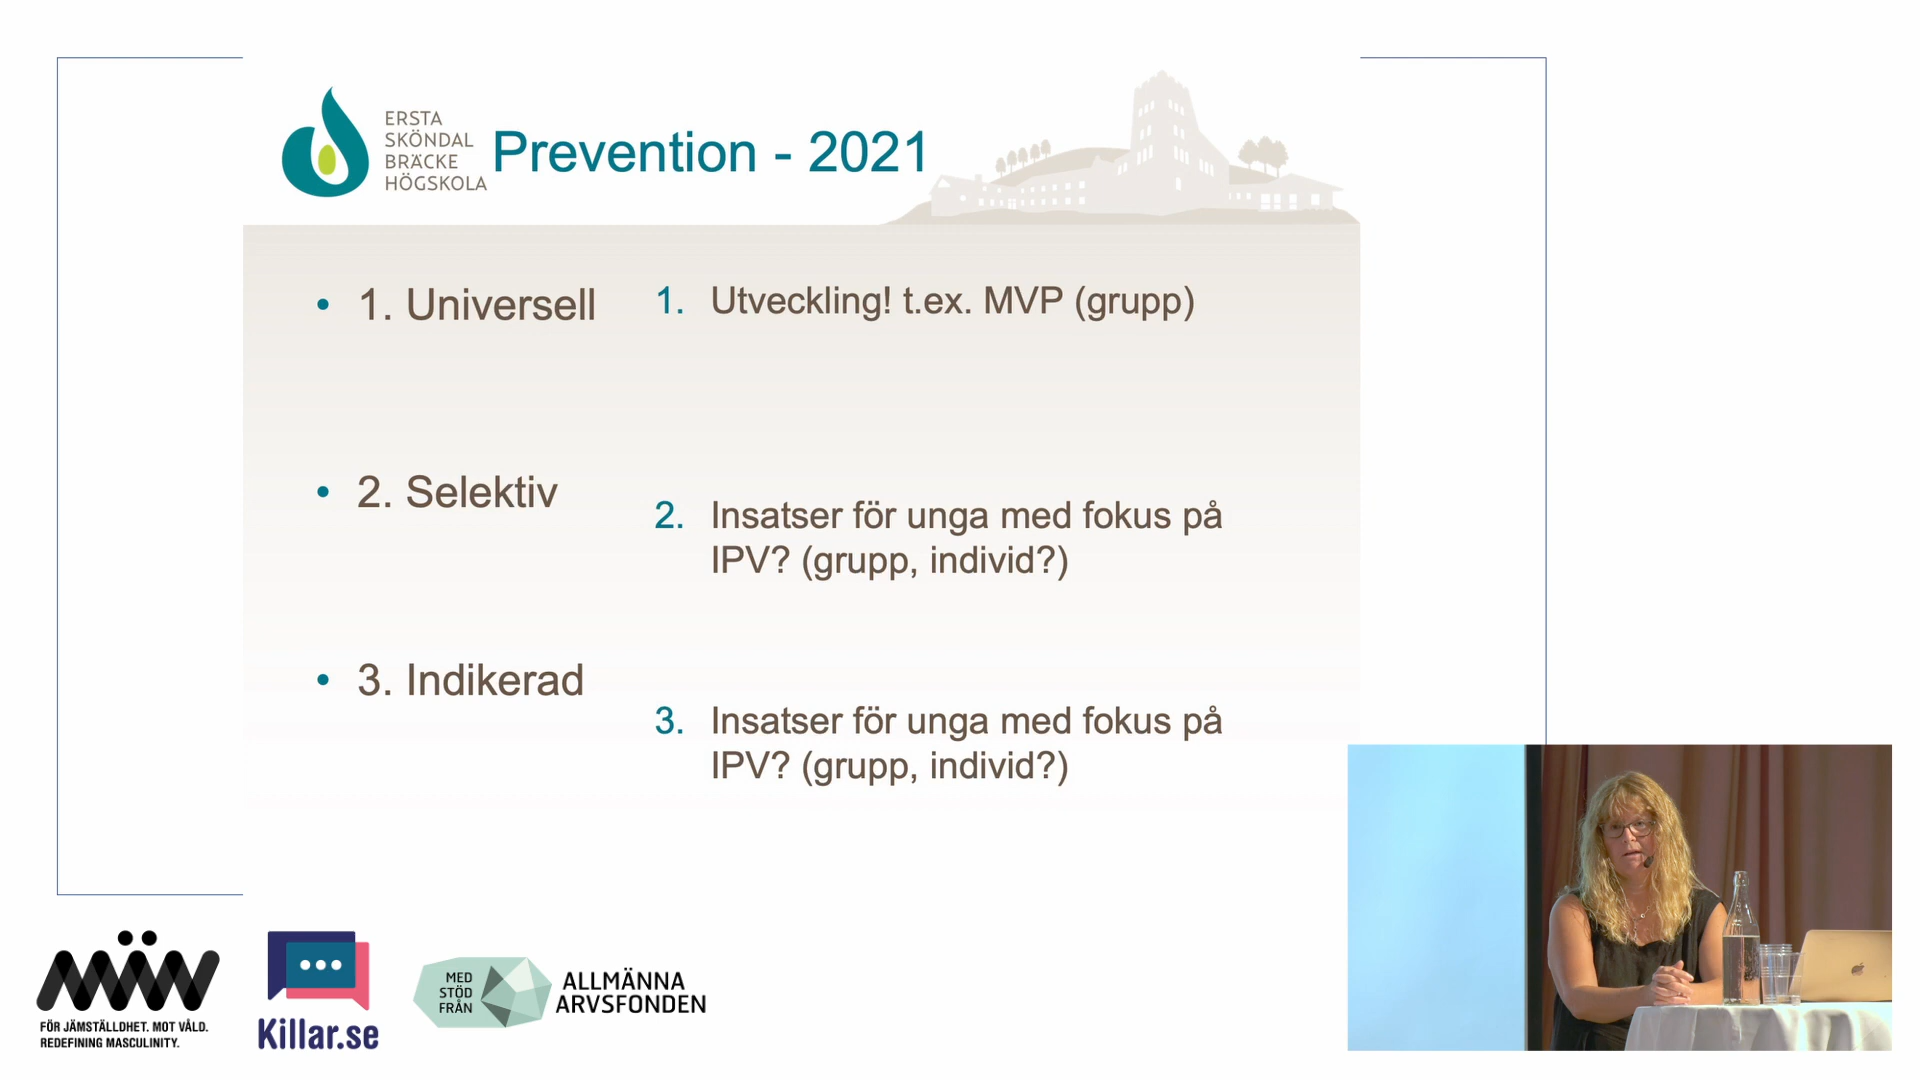 ERSTA
SKÖNDAL
BRÄCKE
HÖGSKOLA
Prevention - 2021
• 1. Universell
1. Utveckling! t.ex. MVP (grupp)
• 2. Selektiv
2. Insatser för unga med fokus på
IPV? (grupp, individ?)
• 3. Indikerad
3. Insatser för unga med fokus på
IPV? (grupp, individ?)
MÄN
FÖR JÄMSTÄLLDHET. MOT VÅLD.
REDEFINING MASCULINITY.
Killar.se
MED
STÖD
FRÅN
ALLMÄNNA
ARVSFONDEN